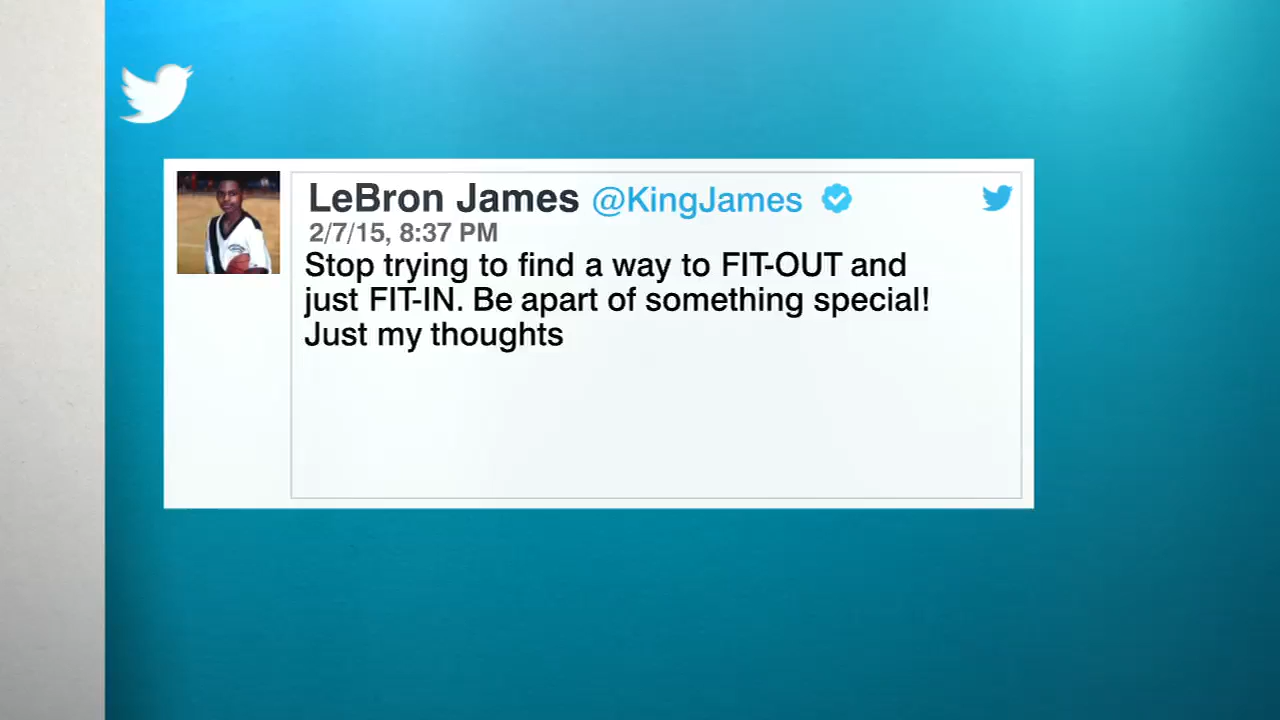 LeBron James @KingJames
2/7/15, 8:37 PM
Stop trying to find a way to FIT-OUT and
just FIT-IN. Be apart of something special!
Just my thoughts